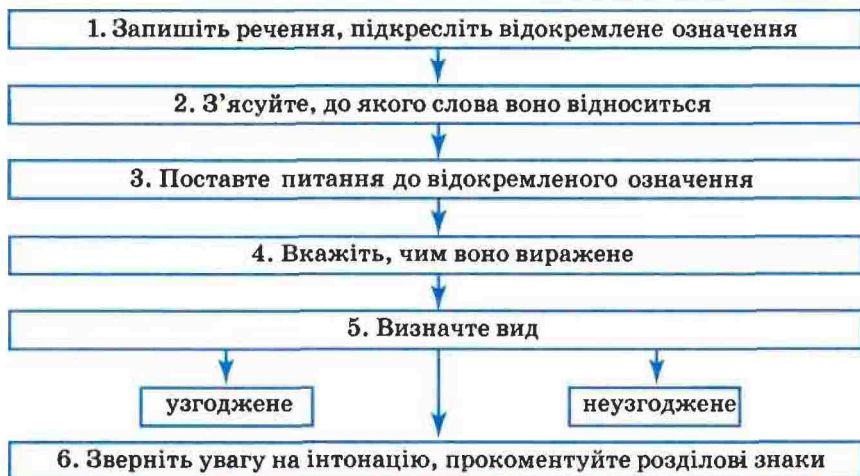 1. Запишіть речення, підкресліть відокремлене означення
2. З’ясуйте, до якого слова воно відноситься
3. Поставте питання до відокремленого означення
4. Вкажіть, чим воно виражене
5. Визначте вид
узгоджене
неузгоджене
6. Зверніть увагу на інтонацію, прокоментуйте розділові знаки